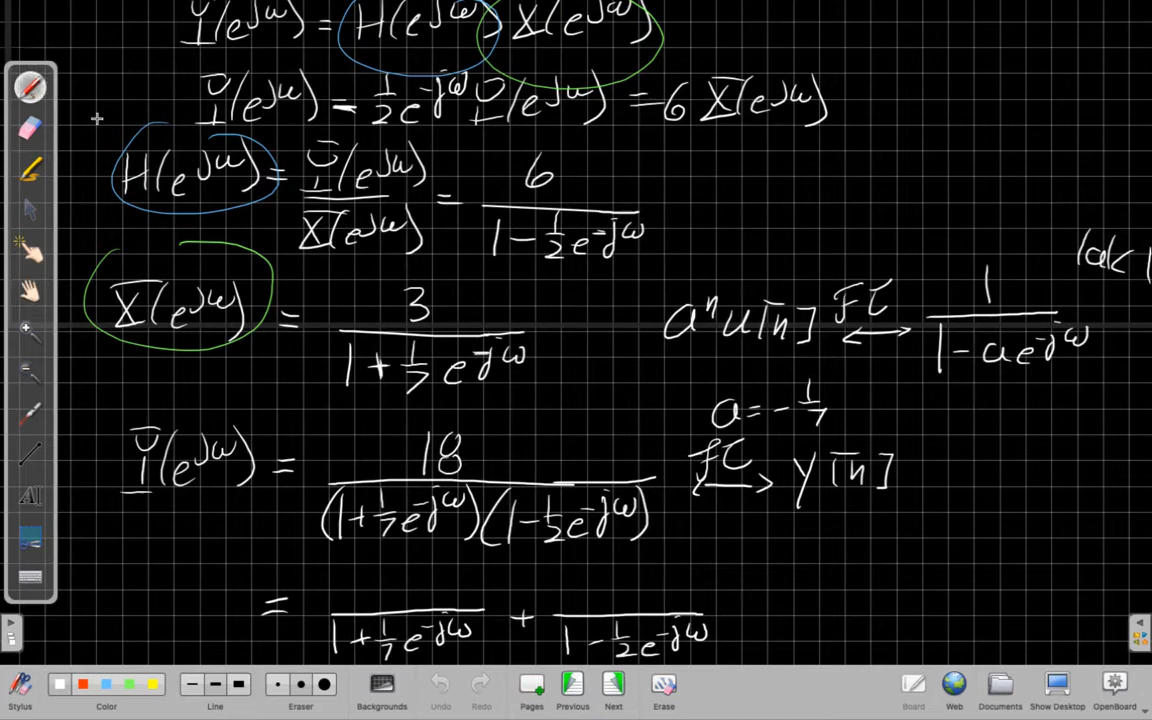 Y(e^jω) = H(e^jω) X(e^jω)
Y(e^jω) - 1/2 e^-jω Y(e^jω) = 6 X(e^jω)
H(e^jω) = Y(e^jω)/X(e^jω) = 6/(1 - 1/2 e^-jω)
X(e^jω) = 3/(1 + 1/7 e^-jω)
a^n u[n] ↔ 1/(1 - a e^-jω)
a = -1/7
Y(e^jω) = 18/((1 + 1/7 e^-jω)(1 - 1/2 e^-jω)) ↔ y[n]
= /(1 + 1/7 e^-jω) + /(1 - 1/2 e^-jω)
Stylus Color Line Eraser Backgrounds Undo Redo Pages Previous Next Erase Board Web Documents Show Desktop OpenBoard